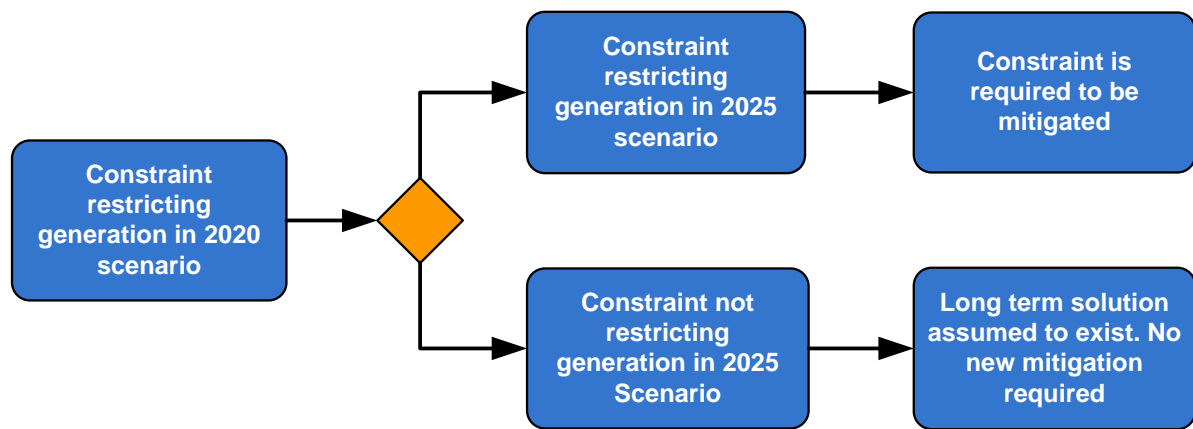 Constraint
restricting
generation in 2020
scenario
Constraint
restricting
generation in 2025
scenario
Constraint is
required to be
mitigated
Constraint not
restricting
generation in 2025
Scenario
Long term solution
assumed to exist. No
new mitigation
required